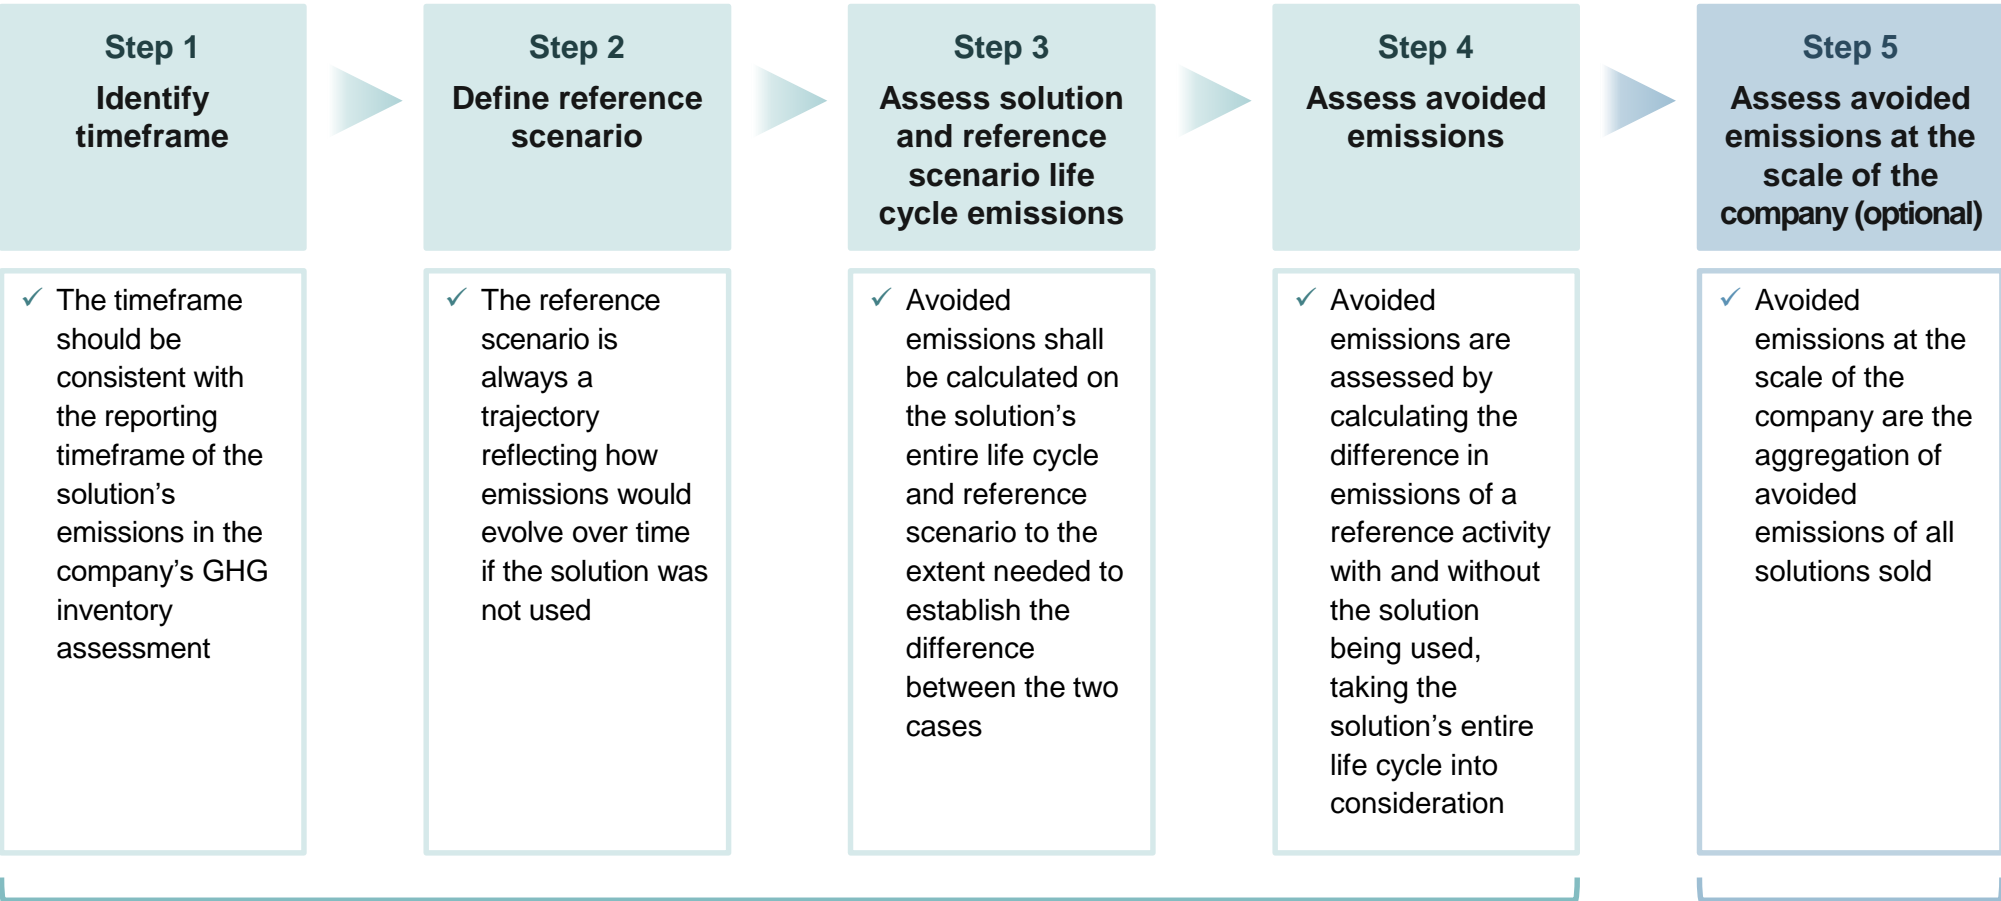 Step 1
Identify
timeframe
Step 2
Define reference
scenario
Step 3
Assess solution
and reference
scenario life
cycle emissions
Step 4
Assess avoided
emissions
Step 5
Assess avoided
emissions at the
scale of the
company (optional)
✓ The timeframe
should be
consistent with
the reporting
timeframe of the
solution’s
emissions in the
company’s GHG
inventory
assessment
✓ The reference
scenario is
always a
trajectory
reflecting how
emissions would
evolve over time
if the solution was
not used
✓ Avoided
emissions shall
be calculated on
the solution’s
entire life cycle
and reference
scenario to the
extent needed to
establish the
difference
between the two
cases
✓ Avoided
emissions are
assessed by
calculating the
difference in
emissions of a
reference activity
with and without
the solution
being used,
taking the
solution’s entire
life cycle into
consideration
✓ Avoided
emissions at the
scale of the
company are the
aggregation of
avoided
emissions of all
solutions sold